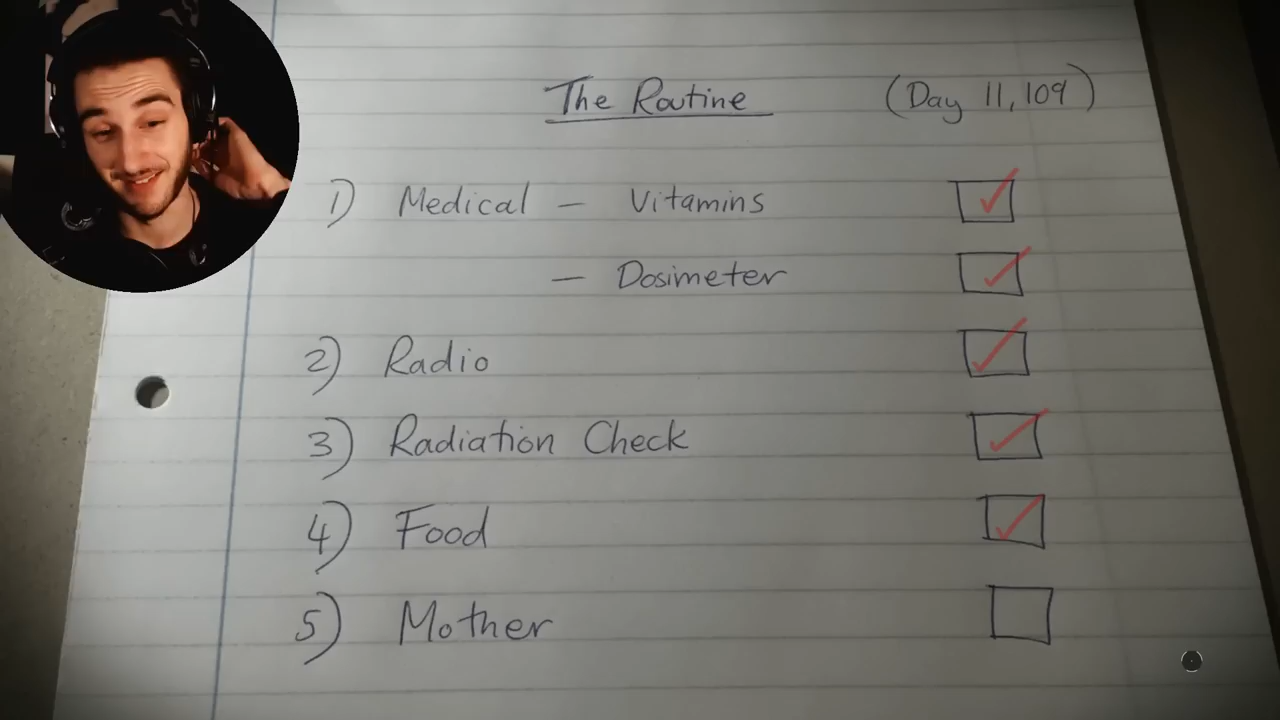 The Routine (Day 11,109)
1) Medical - Vitamins
- Dosimeter
2) Radio
3) Radiation Check
4) Food
5) Mother